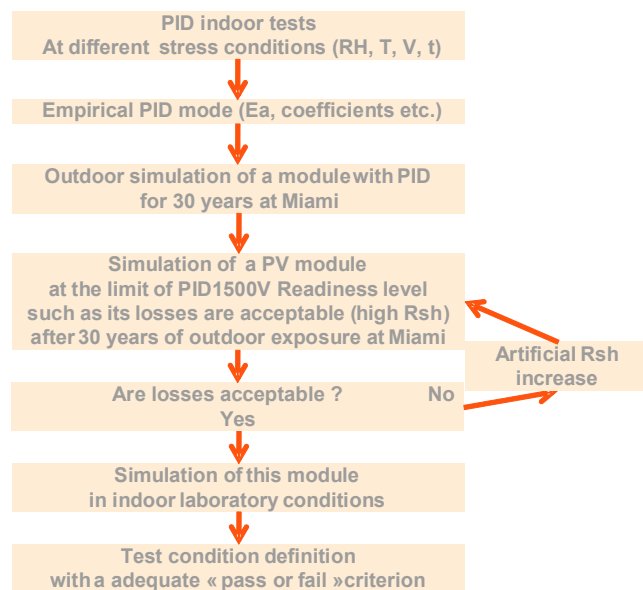 PID indoor tests
At different stress conditions (RH, T, V, t)
Empirical PID mode (Ea, coefficients etc.)
Outdoor simulation of a module with PID
for 30 years at Miami
Simulation of a PV module
at the limit of PID1500V Readiness level
such as its losses are acceptable (high Rsh)
after 30 years of outdoor exposure at Miami
Artificial Rsh
increase
Are losses acceptable ? No
Yes
Simulation of this module
in indoor laboratory conditions
Test condition definition
with a adequate « pass or fail »criterion